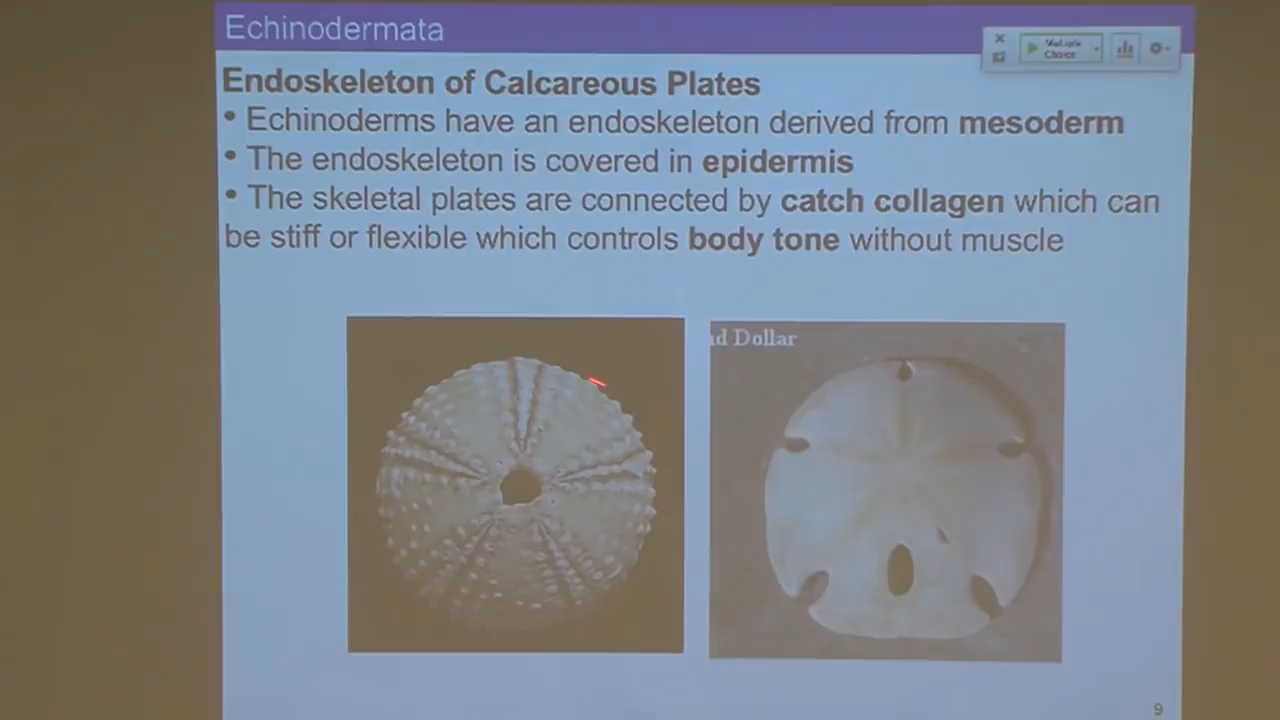 Echinodermata
Multiple
Choice
Endoskeleton of Calcareous Plates
• Echinoderms have an endoskeleton derived from mesoderm
• The endoskeleton is covered in epidermis
• The skeletal plates are connected by catch collagen which can
be stiff or flexible which controls body tone without muscle
Dollar
9